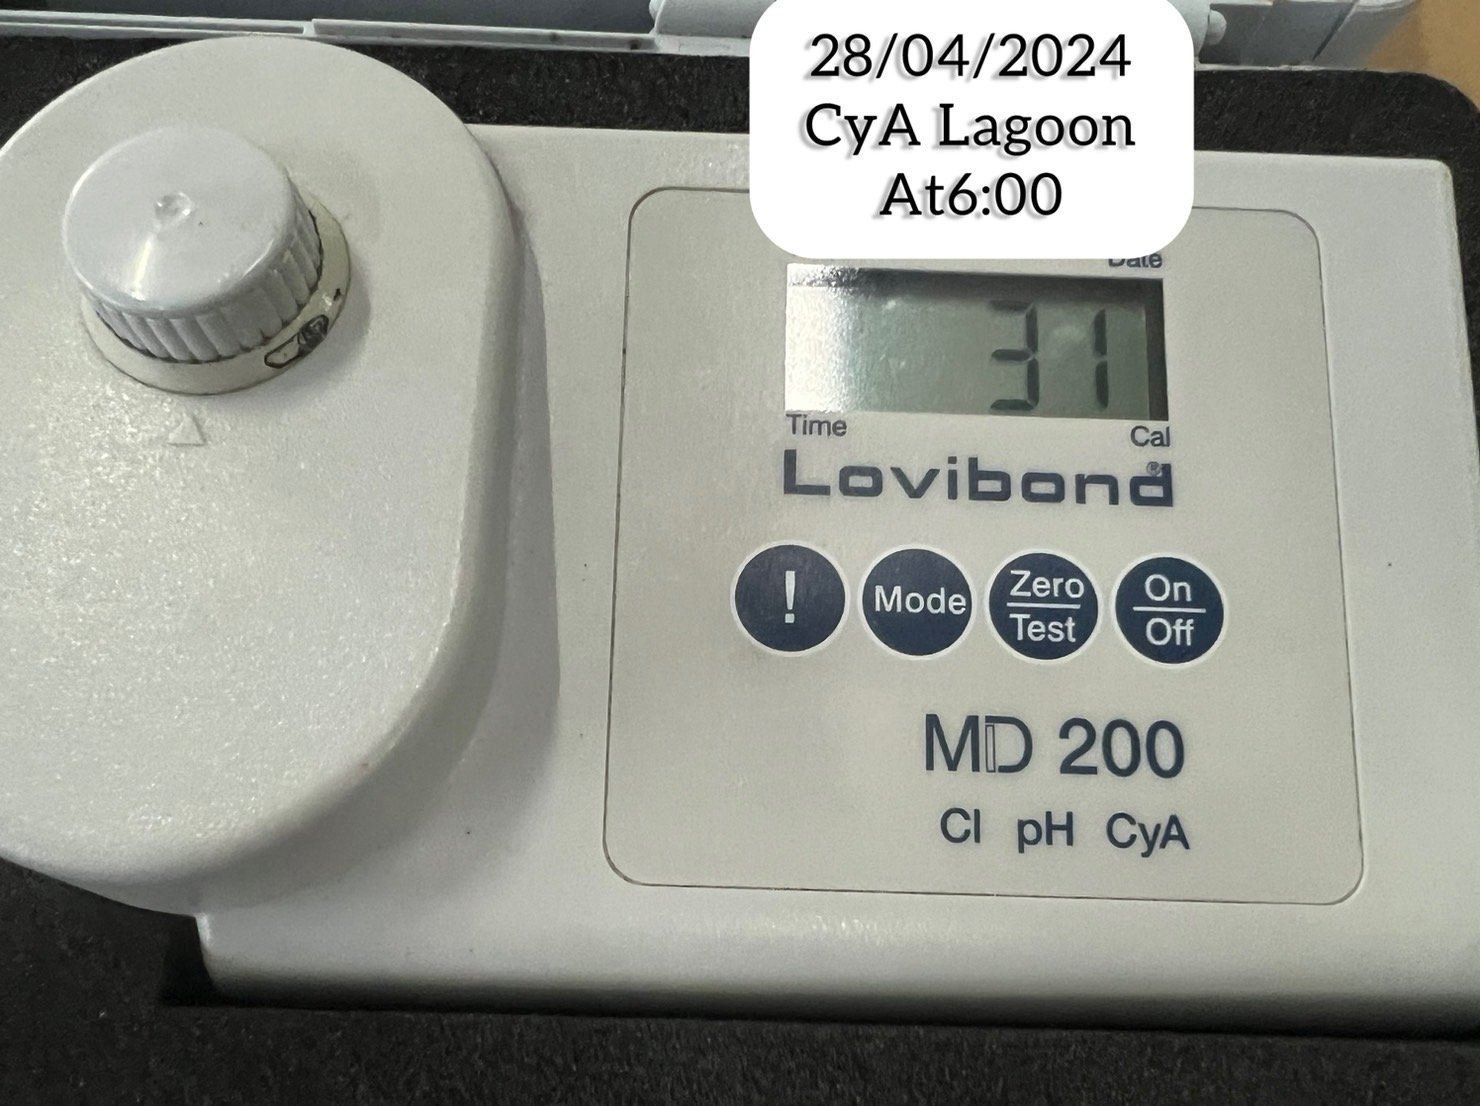 28/04/2024
CyA Lagoon
At6:00
Date
31
Time
Cal
Lovibond®
!
Mode
Zero
Test
On
Off
MD 200
Cl pH CyA